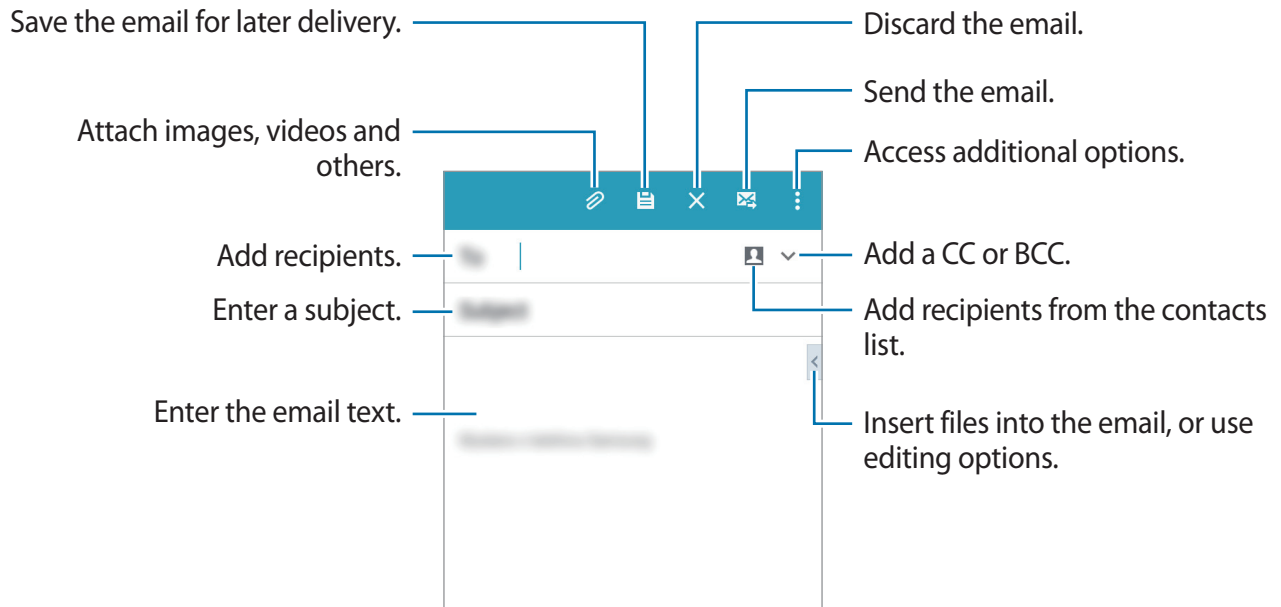 Save the email for later delivery.
Discard the email.
Send the email.
Attach images, videos and
others.
Access additional options.
Add recipients.
To
Add a CC or BCC.
Enter a subject.
Subject
Add recipients from the contacts
list.
Enter the email text.
Insert files into the email, or use
editing options.